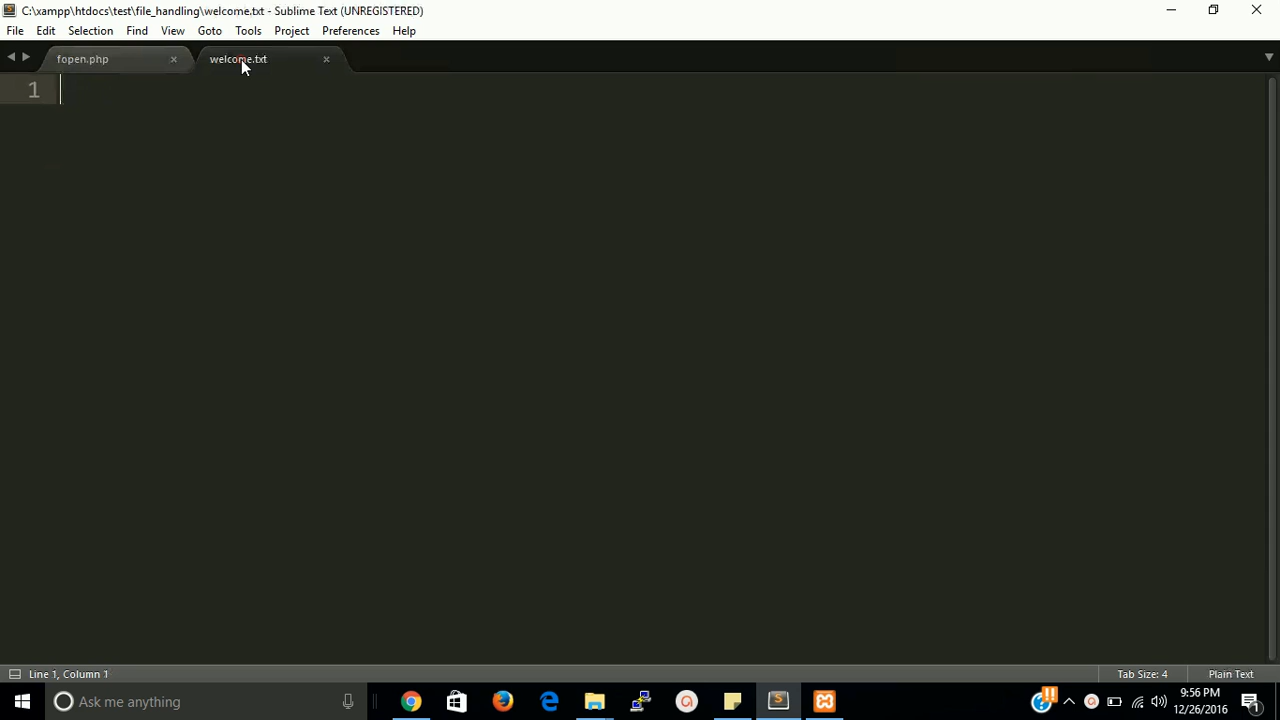 C:\xampp\htdocs\test\file_handling\welcome.txt - Sublime Text (UNREGISTERED)
File Edit Selection Find View Goto Tools Project Preferences Help
fopen.php × welcome.txt ×
1
Line 1, Column 1 Tab Size: 4 Plain Text
Ask me anything
9:56 PM
12/26/2016
1